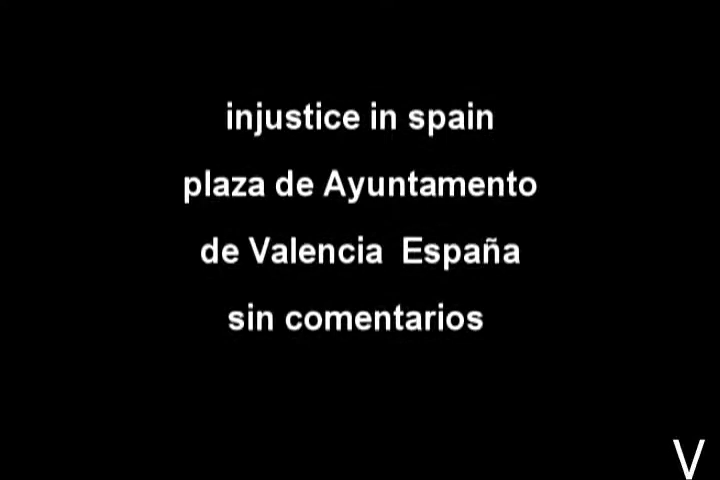 injustice in spain
plaza de Ayuntamento
de Valencia España
sin comentarios
V